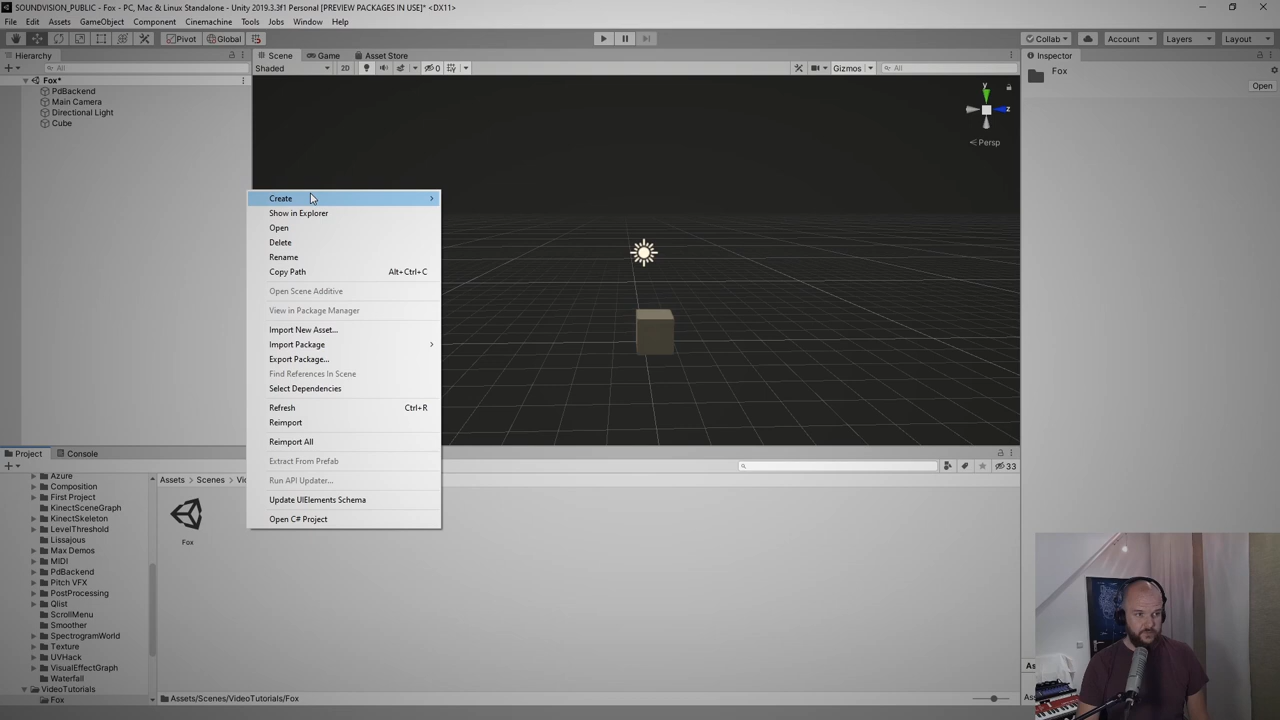 SOUNDVISION_PUBLIC - Fox - PC, Mac & Linux Standalone - Unity 2019.3.3f1 Personal [PREVIEW PACKAGES IN USE]* <DX11>
File Edit Assets GameObject Component Cinemachine Tools Jobs Window Help
Pivot Global Collab Account Layers Layout
Hierarchy Scene Game Asset Store Inspector
All Shaded 2D 0 Gizmos All
Fox*
PdBackend
Main Camera
Directional Light
Cube
Fox
Open
y
z
Persp
Create
Show in Explorer
Open
Delete
Rename
Copy Path Alt+Ctrl+C
Open Scene Additive
View in Package Manager
Import New Asset...
Import Package
Export Package...
Find References In Scene
Select Dependencies
Refresh Ctrl+R
Reimport
Reimport All
Extract From Prefab
Run API Updater...
Update UIElements Schema
Open C# Project
Project Console
33
Assets > Scenes >
Azure
Composition
First Project
KinectSceneGraph
KinectSkeleton
LevelThreshold
Lissajous
Max Demos
MIDI
PdBackend
Pitch VFX
PostProcessing
Qlist
ScrollMenu
Smoother
SpectrogramWorld
Texture
UVHack
VisualEffectGraph
Waterfall
VideoTutorials
Fox
Fox
Assets/Scenes/VideoTutorials/Fox